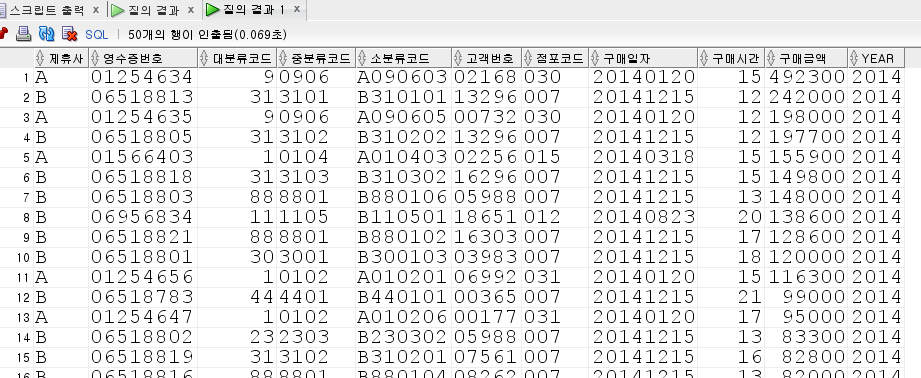 스크립트 출력 x 질의 결과 x 질의 결과 1 x
SQL | 50개의 행이 인출됨(0.069초)
제휴사 영수증번호 대분류코드 중분류코드 소분류코드 고객번호 점포코드 구매일자 구매시간 구매금액 YEAR
1 A 01254634 9 0906 A090603 02168 030 20140120 15 492300 2014
2 B 06518813 31 3101 B310101 13296 007 20141215 12 242000 2014
3 A 01254635 9 0906 A090605 00732 030 20140120 12 198000 2014
4 B 06518805 31 3102 B310202 13296 007 20141215 12 197700 2014
5 A 01566403 1 0104 A010403 02256 015 20140318 15 155900 2014
6 B 06518818 31 3103 B310302 16296 007 20141215 15 149800 2014
7 B 06518803 88 8801 B880106 05988 007 20141215 13 148000 2014
8 B 06956834 11 1105 B110501 18651 012 20140823 20 138600 2014
9 B 06518821 88 8801 B880102 16303 007 20141215 17 128600 2014
10 B 06518801 30 3001 B300103 03983 007 20141215 18 120000 2014
11 A 01254656 1 0102 A010201 06992 031 20140120 15 116300 2014
12 B 06518783 44 4401 B440101 00365 007 20141215 21 99000 2014
13 A 01254647 1 0102 A010206 00177 031 20140120 17 95000 2014
14 B 06518802 23 2303 B230302 05988 007 20141215 13 83300 2014
15 B 06518819 31 3102 B310201 07561 007 20141215 16 82800 2014
16 B 06518816 88 8801 B880104 08262 007 20141215 13 82000 2014